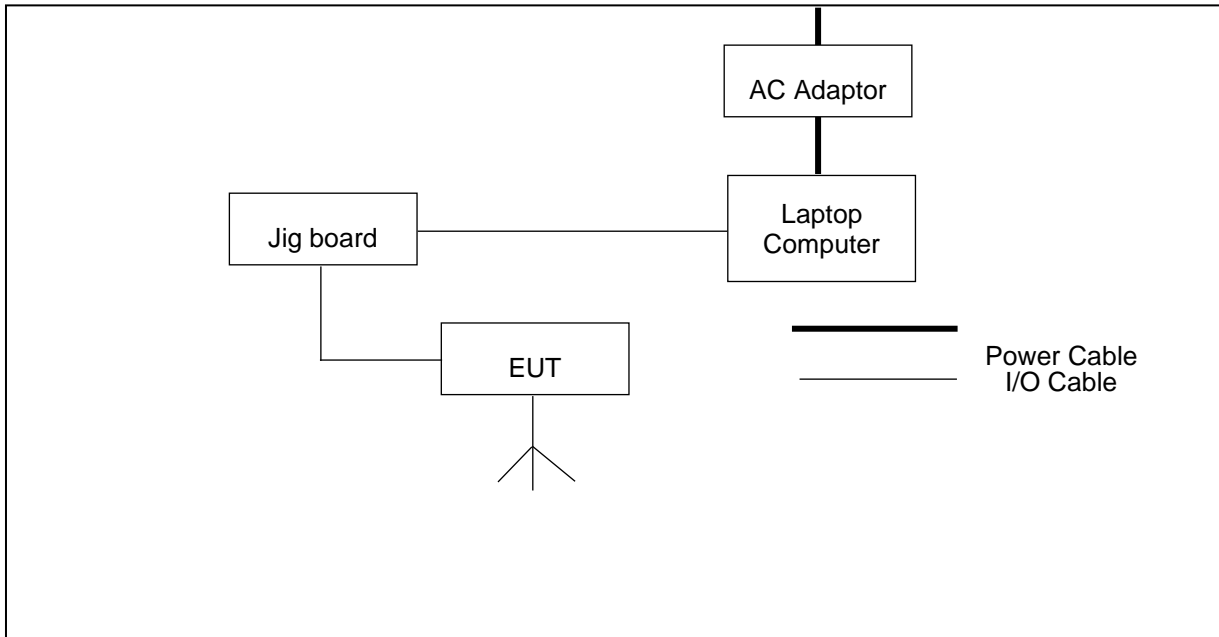 AC Adaptor
Laptop
Computer
Jig board
EUT
Power Cable
I/O Cable